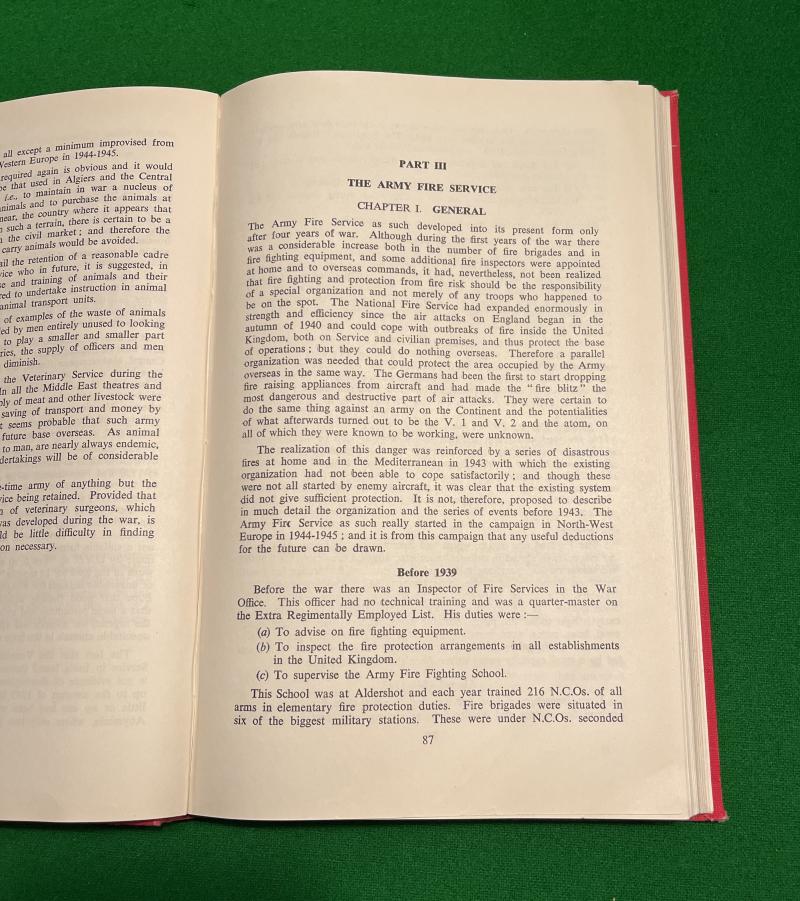 all except a minimum improvised from
Western Europe in 1944-1945.
required again is obvious and it would
be that used in Algiers and the Central
i.e., to maintain in war a nucleus of
animals and to purchase the animals at
near, the country where it appears that
such a terrain, there is certain to be a
the civil market; and therefore the
carry animals would be avoided.
ail the retention of a reasonable cadre
vice who in future, it is suggested, in
se and training of animals and their
red to undertake instruction in animal
animal transport units.
of examples of the waste of animals
ed by men entirely unused to looking
to play a smaller and smaller part
ries, the supply of officers and men
diminish.
the Veterinary Service during the
In all the Middle East theatres and
ply of meat and other livestock were
saving of transport and money by
t seems probable that such army
future base overseas. As animal
to man, are nearly always endemic,
dertakings will be of considerable
e-time army of anything but the
vice being retained. Provided that
n of veterinary surgeons, which
was developed during the war, is
ld be little difficulty in finding
on necessary.
PART III
THE ARMY FIRE SERVICE
CHAPTER I. GENERAL
The Army Fire Service as such developed into its present form only
after four years of war. Although during the first years of the war there
was a considerable increase both in the number of fire brigades and in
fire fighting equipment, and some additional fire inspectors were appointed
at home and to overseas commands, it had, nevertheless, not been realized
that fire fighting and protection from fire risk should be the responsibility
of a special organization and not merely of any troops who happened to
be on the spot. The National Fire Service had expanded enormously in
strength and efficiency since the air attacks on England began in the
autumn of 1940 and could cope with outbreaks of fire inside the United
Kingdom, both on Service and civilian premises, and thus protect the base
of operations; but they could do nothing overseas. Therefore a parallel
organization was needed that could protect the area occupied by the Army
overseas in the same way. The Germans had been the first to start dropping
fire raising appliances from aircraft and had made the "fire blitz" the
most dangerous and destructive part of air attacks. They were certain to
do the same thing against an army on the Continent and the potentialities
of what afterwards turned out to be the V. 1 and V. 2 and the atom, on
all of which they were known to be working, were unknown.
The realization of this danger was reinforced by a series of disastrous
fires at home and in the Mediterranean in 1943 with which the existing
organization had not been able to cope satisfactorily; and though these
were not all started by enemy aircraft, it was clear that the existing system
did not give sufficient protection. It is not, therefore, proposed to describe
in much detail the organization and the series of events before 1943. The
Army Fire Service as such really started in the campaign in North-West
Europe in 1944-1945; and it is from this campaign that any useful deductions
for the future can be drawn.
Before 1939
Before the war there was an Inspector of Fire Services in the War
Office. This officer had no technical training and was a quarter-master on
the Extra Regimentally Employed List. His duties were :—
(a) To advise on fire fighting equipment.
(b) To inspect the fire protection arrangements in all establishments
in the United Kingdom.
(c) To supervise the Army Fire Fighting School.
This School was at Aldershot and each year trained 216 N.C.Os. of all
arms in elementary fire protection duties. Fire brigades were situated in
six of the biggest military stations. These were under N.C.Os. seconded
87